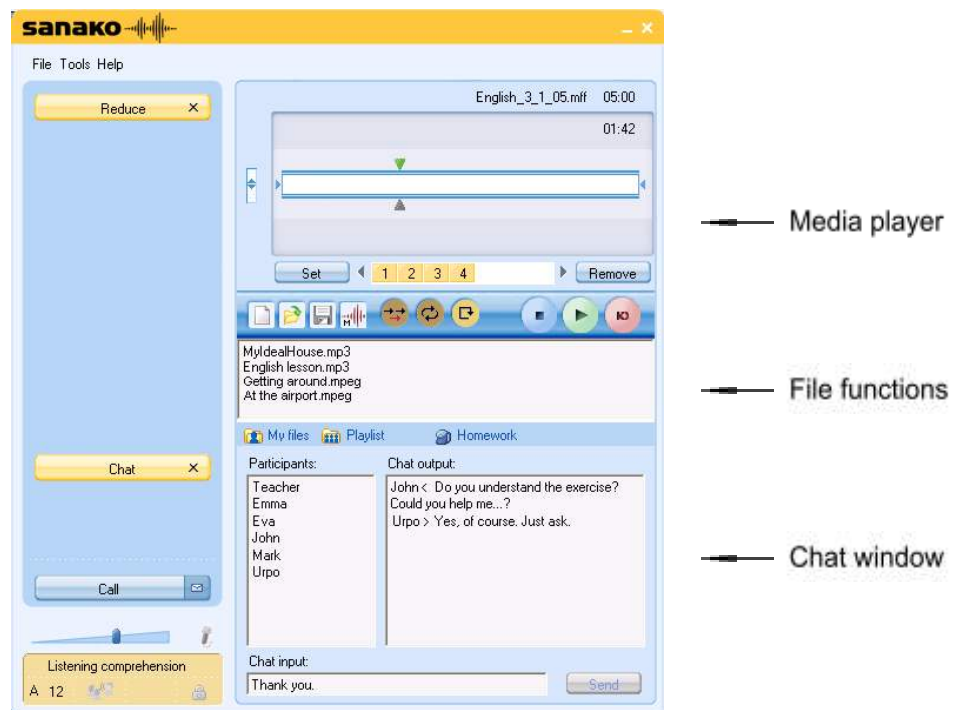 sanako
File Tools Help
Reduce
English_3_1_05.mff 05:00
01:42
Set 1 2 3 4 Remove
M
MyIdealHouse.mp3
English lesson.mp3
Getting around.mpeg
At the airport.mpeg
My files Playlist Homework
Chat
Participants:
Teacher
Emma
Eva
John
Mark
Urpo
Chat output:
John < Do you understand the exercise?
Could you help me...?
Urpo > Yes, of course. Just ask.
Call
Listening comprehension
A 12
Chat input:
Thank you.
Send
Media player
File functions
Chat window